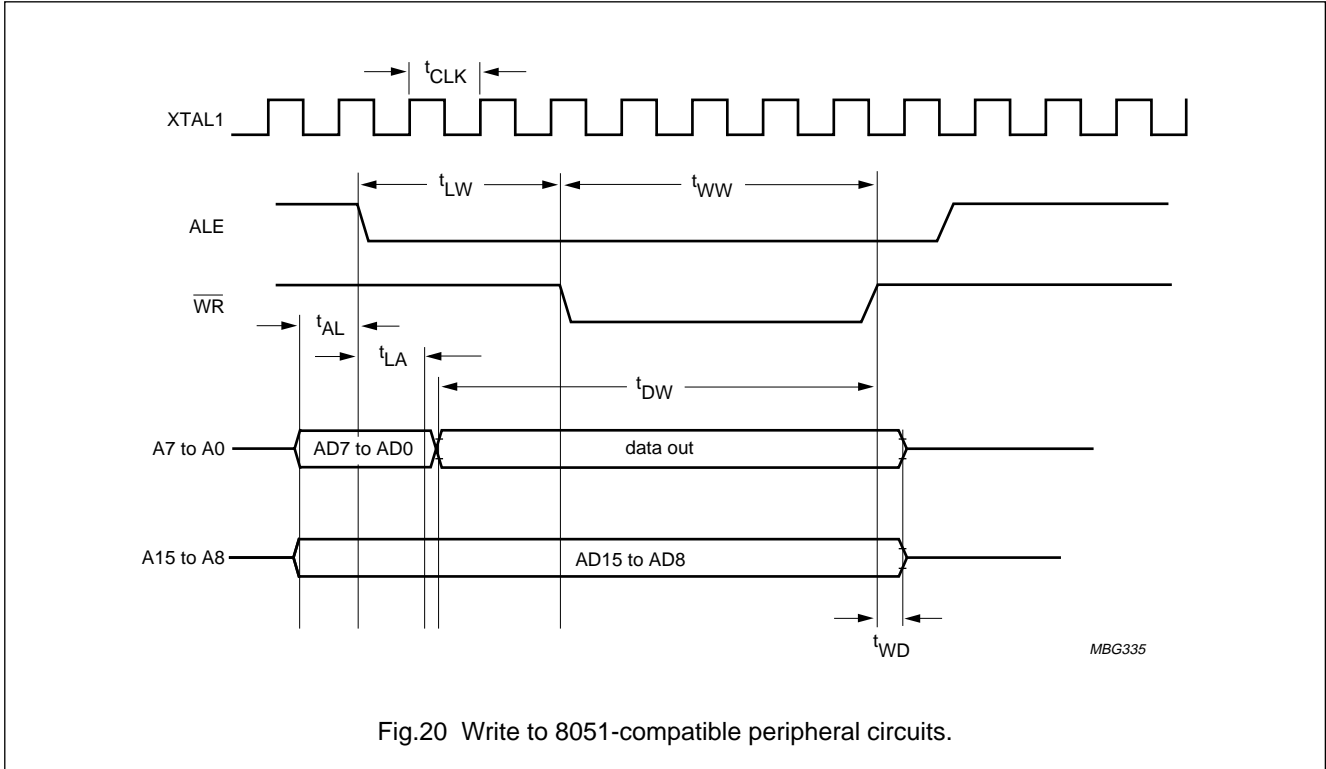 tCLK
XTAL1
tLW
tWW
ALE
WR
tAL
tLA
tDW
A7 to A0
AD7 to AD0
data out
A15 to A8
AD15 to AD8
tWD
MBG335
Fig.20 Write to 8051-compatible peripheral circuits.